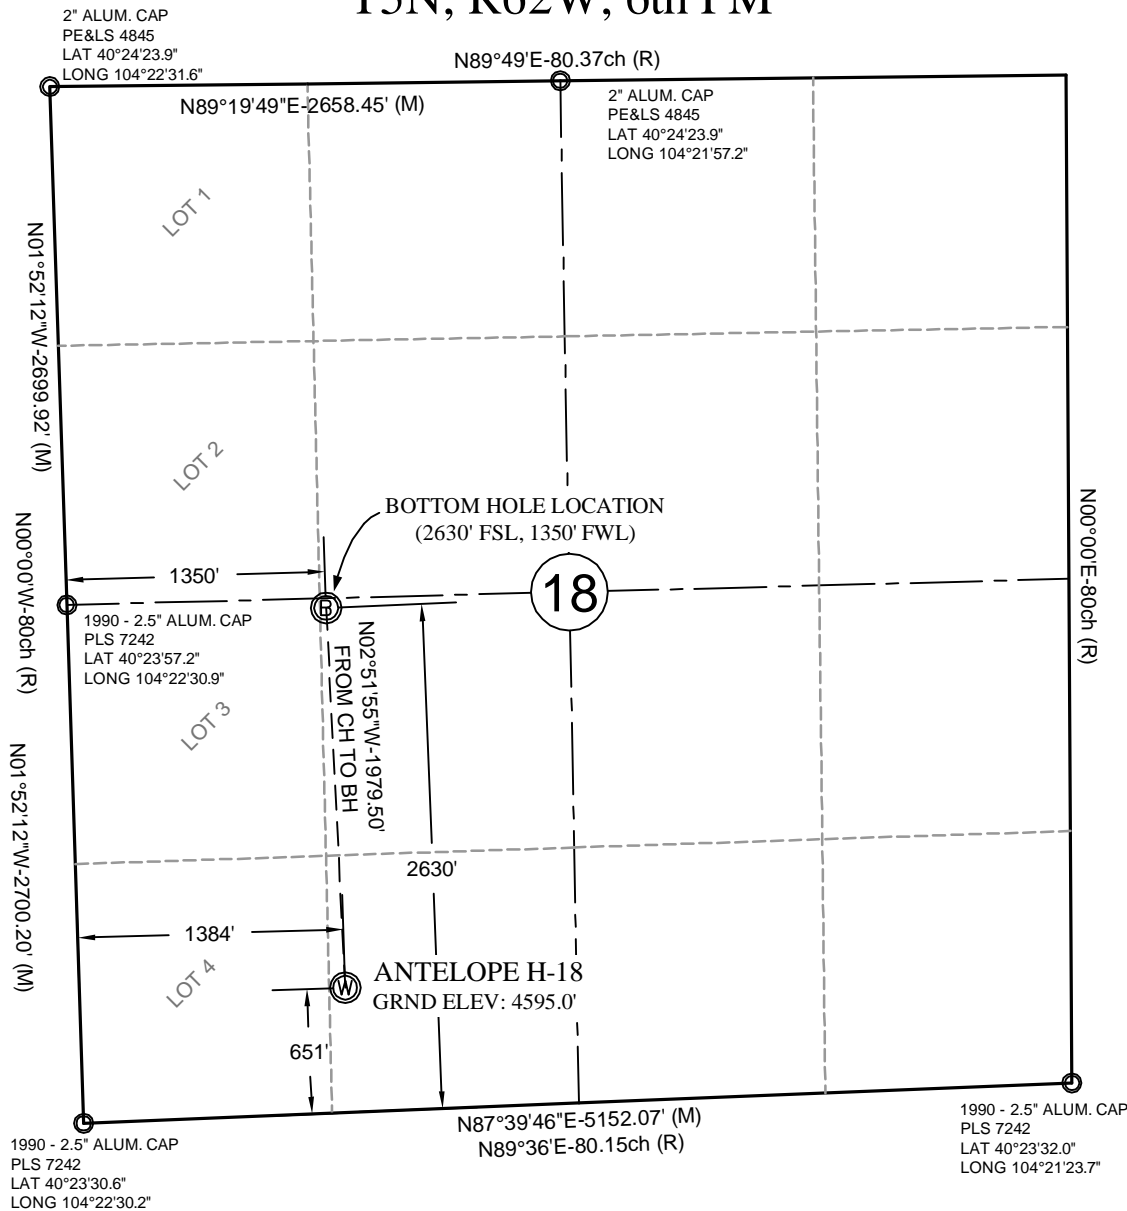 T5N, R62W, 6th PM
2" ALUM. CAP
PE&LS 4845
LAT 40°24'23.9"
LONG 104°22'31.6"
N89°49'E-80.37ch (R)
N89°19'49"E-2658.45' (M)
2" ALUM. CAP
PE&LS 4845
LAT 40°24'23.9"
LONG 104°21'57.2"
LOT 1
N01°52'12"W-2699.92' (M)
LOT 2
BOTTOM HOLE LOCATION
(2630' FSL, 1350' FWL)
N00°00'W-80ch (R)
N00°00'E-80ch (R)
1350'
18
B
1990 - 2.5" ALUM. CAP
PLS 7242
LAT 40°23'57.2"
LONG 104°22'30.9"
N02°51'55"W-1979.50'
FROM CH TO BH
LOT 3
N01°52'12"W-2700.20' (M)
2630'
1384'
LOT 4
W
ANTELOPE H-18
GRND ELEV: 4595.0'
651'
N87°39'46"E-5152.07' (M)
N89°36'E-80.15ch (R)
1990 - 2.5" ALUM. CAP
PLS 7242
LAT 40°23'30.6"
LONG 104°22'30.2"
1990 - 2.5" ALUM. CAP
PLS 7242
LAT 40°23'32.0"
LONG 104°21'23.7"